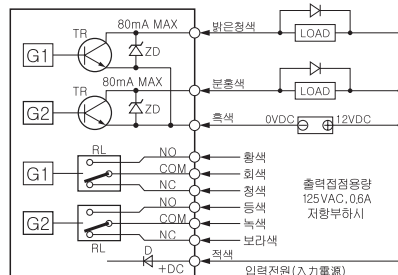 80mA MAX
밝은청색
TR
LOAD
G1
ZD
80mA MAX
분홍색
TR
LOAD
G2
ZD
흑색
0VDC
12VDC
RL
NO
황색
G1
COM
회색
NC
청색
출력접점용량
125VAC, 0.6A
저항부하시
NO
등색
G2
COM
녹색
NC
보라색
RL
D
적색
+DC
입력전원(入力電源)